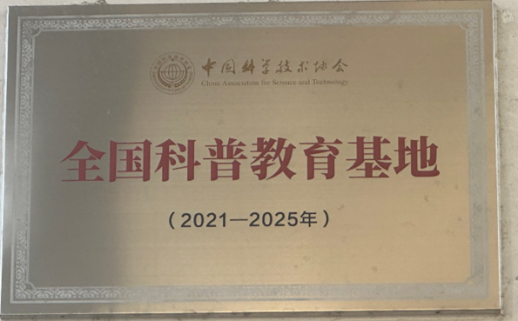 中国科学技术协会
China Association for Science and Technology
全国科普教育基地
（2021—2025年）